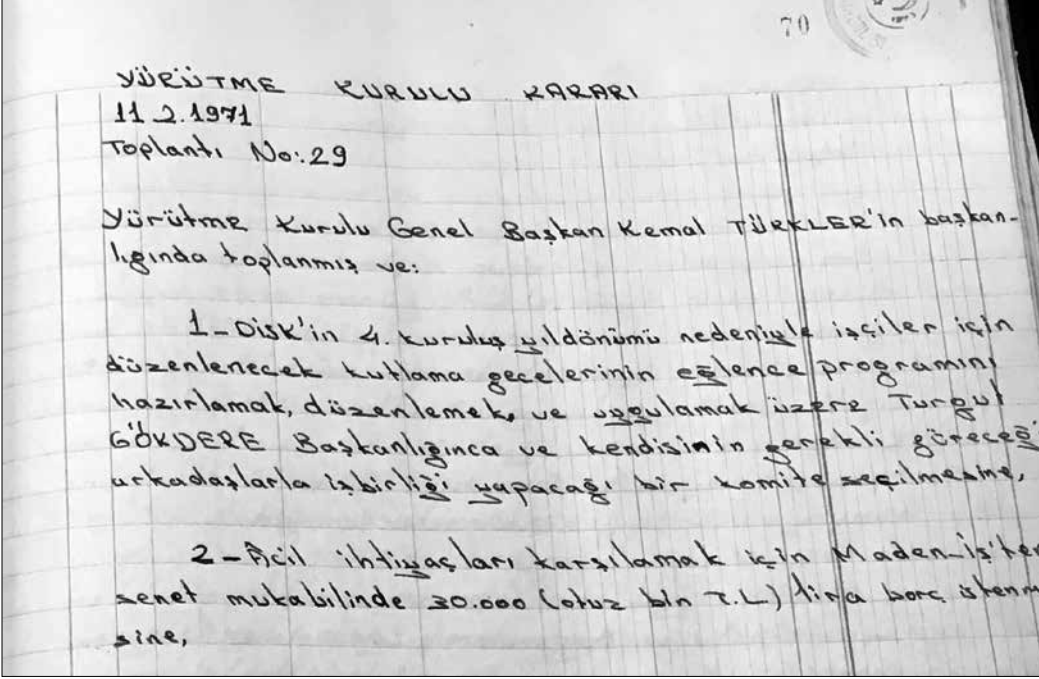 70
YÜRÜTME KURULU KARARI
11.2.1971
Toplantı No: 29
Yürütme Kurulu Genel Başkan Kemal TÜRKLER'in başkan-
lığında toplanmış ve:
1- Disk'in 4. kuruluş yıldönümü nedeniyle işçiler için
düzenlenecek kutlama gecelerinin eğlence programını
hazırlamak, düzenlemek, ve uygulamak üzere Turgut
GÖKDERE Başkanlığınca ve kendisinin gerekli göreceği
arkadaşlarla işbirliği yapacağı bir komite seçilmesine,
2- Acil ihtiyaçları karşılamak için Maden-İş'ten
senet mukabilinde 30.000 (otuz bin T.L) lira borç istenm
sine,